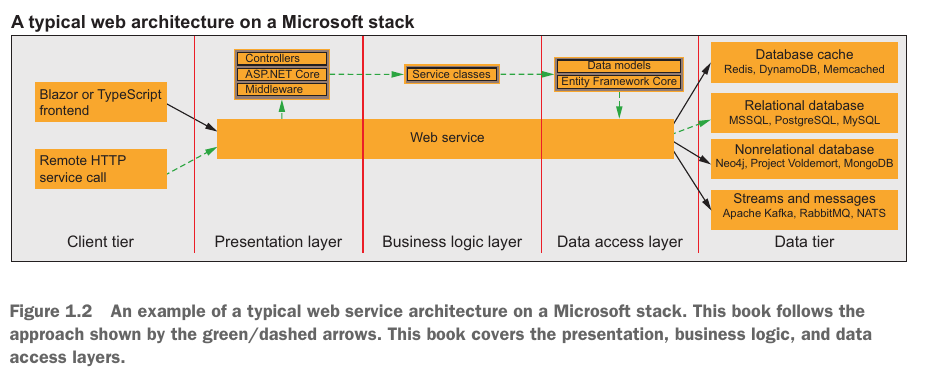 A typical web architecture on a Microsoft stack
Blazor or TypeScript
frontend
Remote HTTP
service call
Client tier
Controllers
ASP.NET Core
Middleware
Presentation layer
Service classes
Web service
Business logic layer
Data models
Entity Framework Core
Data access layer
Database cache
Redis, DynamoDB, Memcached
Relational database
MSSQL, PostgreSQL, MySQL
Nonrelational database
Neo4j, Project Voldemort, MongoDB
Streams and messages
Apache Kafka, RabbitMQ, NATS
Data tier
Figure 1.2 An example of a typical web service architecture on a Microsoft stack. This book follows the
approach shown by the green/dashed arrows. This book covers the presentation, business logic, and data
access layers.